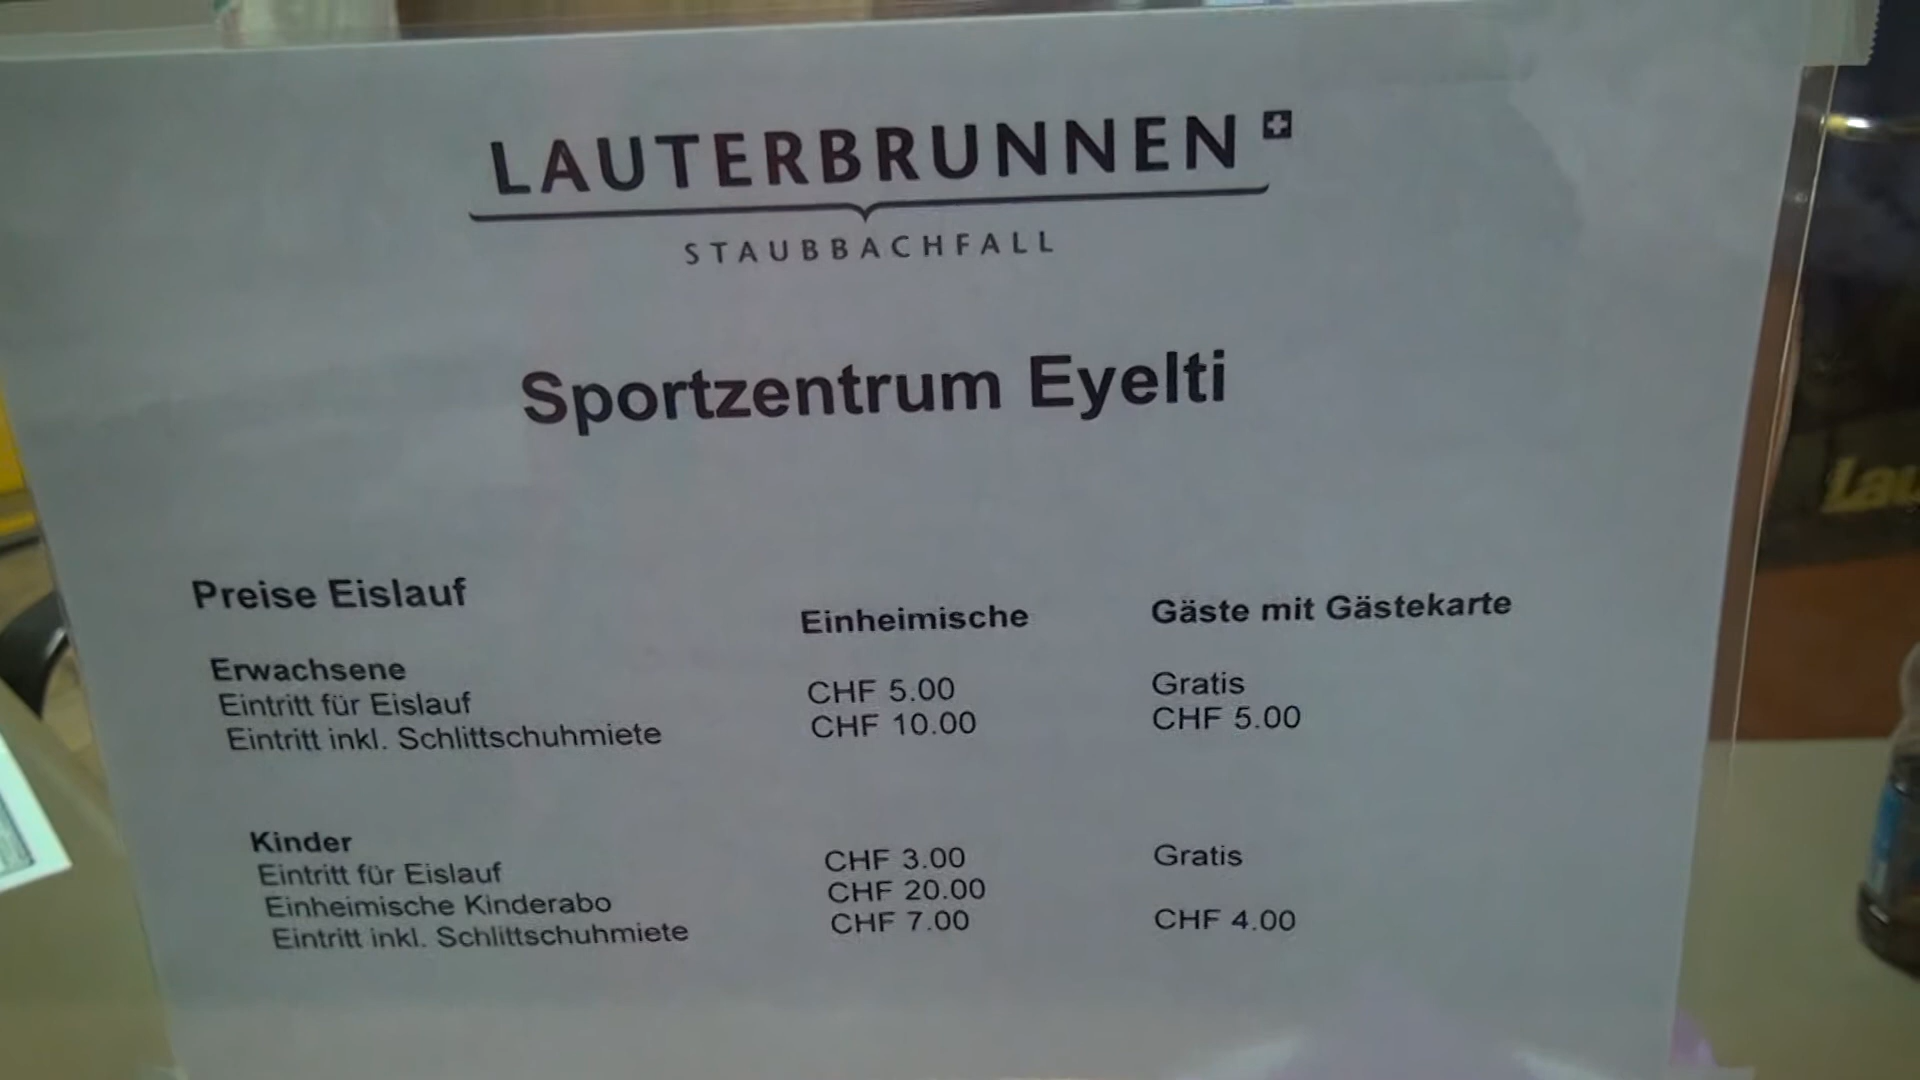 LAUTERBRUNNEN
STAUBBACHFALL
Sportzentrum Eyelti
Preise Eislauf
Einheimische Gäste mit Gästekarte
Erwachsene
Eintritt für Eislauf CHF 5.00 Gratis
Eintritt inkl. Schlittschuhmiete CHF 10.00 CHF 5.00
Kinder
Eintritt für Eislauf CHF 3.00 Gratis
Einheimische Kinderabo CHF 20.00
Eintritt inkl. Schlittschuhmiete CHF 7.00 CHF 4.00
Lau